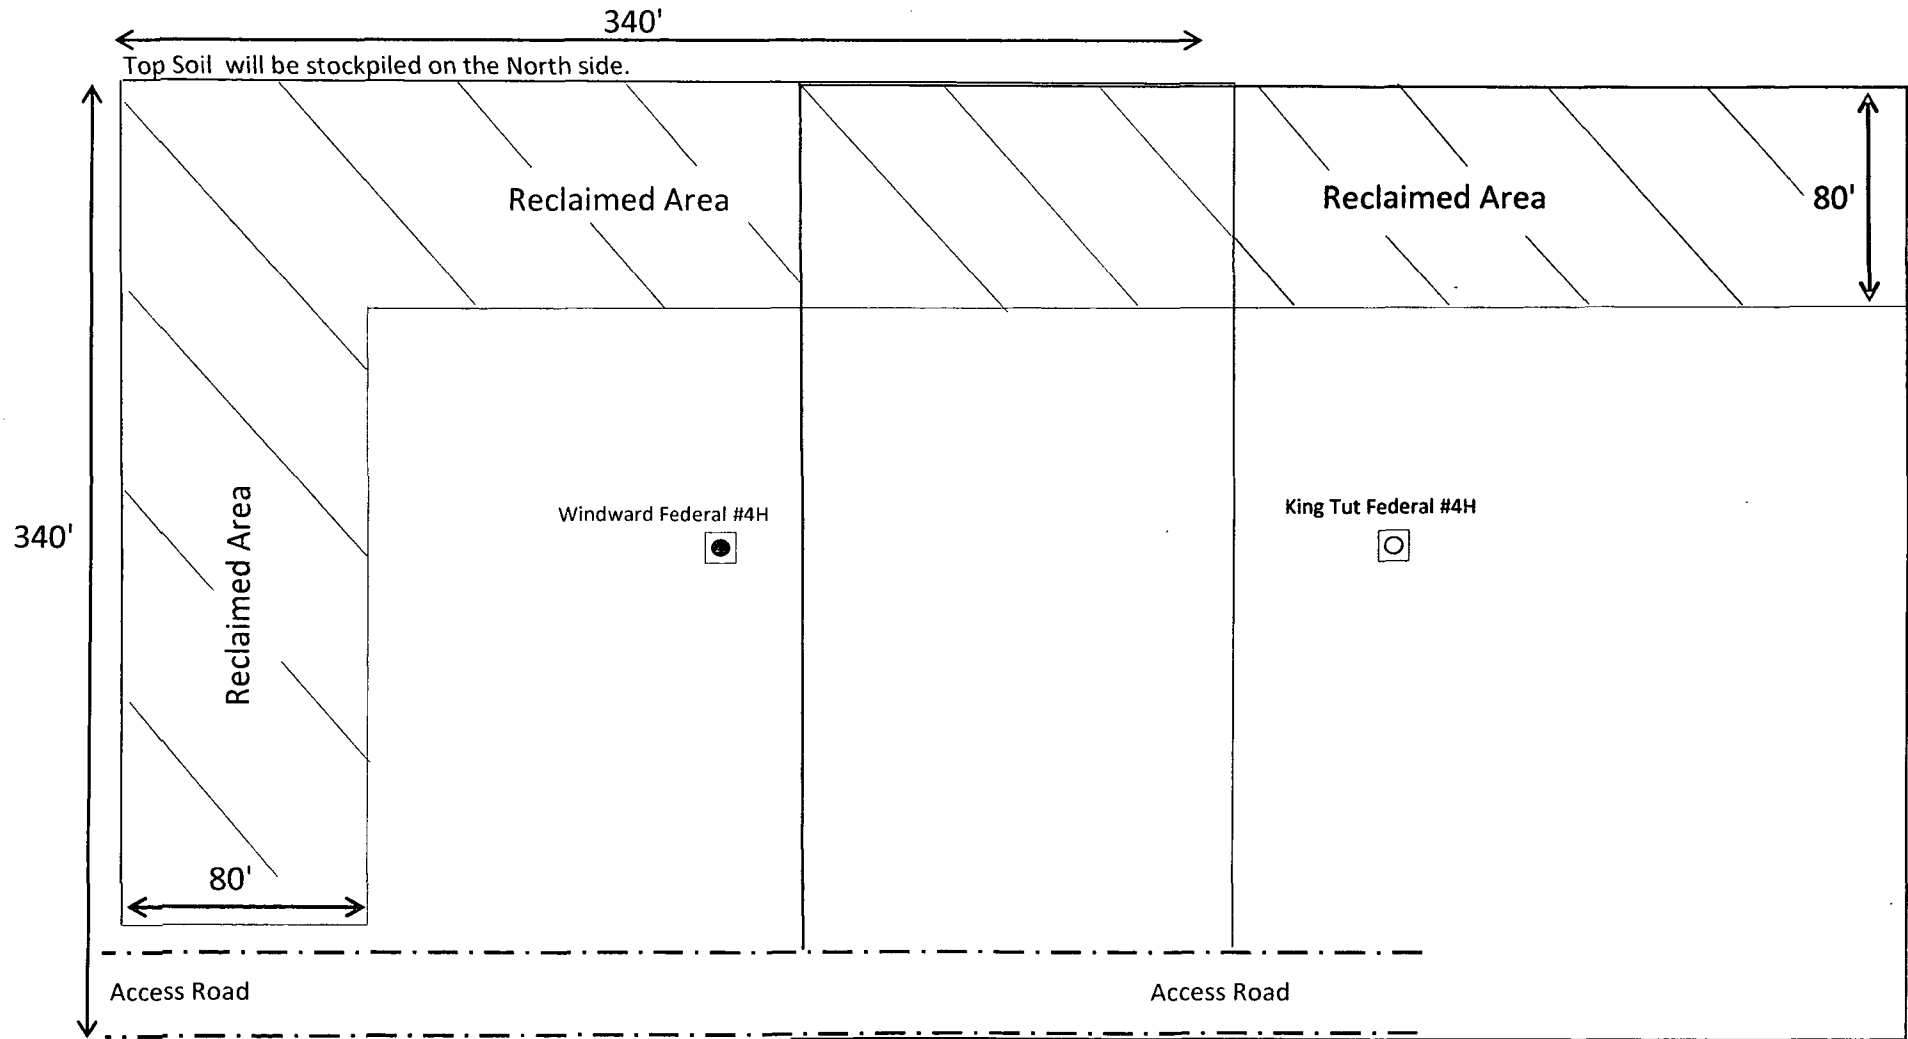 340'
Top Soil will be stockpiled on the North side.
Reclaimed Area
Reclaimed Area
80'
Windward Federal #4H
King Tut Federal #4H
340'
Reclaimed Area
80'
Access Road
Access Road